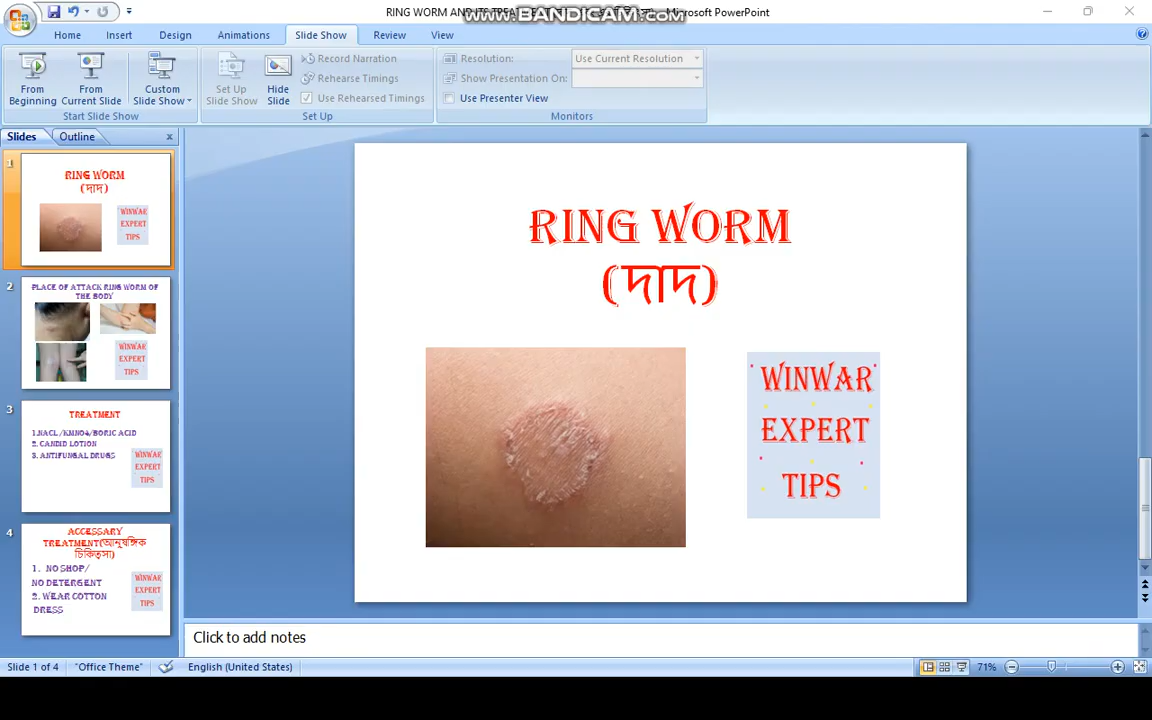 RING WORM AND ITS TREATMENT
www.BANDICAM.com
Microsoft PowerPoint
Home Insert Design Animations Slide Show Review View
From Beginning
From Current Slide
Custom Slide Show
Set Up Slide Show
Hide Slide
Record Narration
Rehearse Timings
Use Rehearsed Timings
Resolution: Use Current Resolution
Show Presentation On:
Use Presenter View
Start Slide Show
Set Up
Monitors
Slides Outline
1
RING WORM
(দাদ)
WINWAR
EXPERT
TIPS
2
PLACE OF ATTACK RING WORM OF
THE BODY
WINWAR
EXPERT
TIPS
3
TREATMENT
1.NACL /KMNO4/BORIC ACID
2. CANDID LOTION
3. ANTIFUNGAL DRUGS
WINWAR
EXPERT
TIPS
4
ACCESSARY
TREATMENT(আনুষঙ্গিক
চিকিত্সা)
1. NO SHOP/
NO DETERGENT
2. WEAR COTTON
DRESS
WINWAR
EXPERT
TIPS
RING WORM
(দাদ)
WINWAR
EXPERT
TIPS
Click to add notes
Slide 1 of 4 "Office Theme" English (United States) 71%